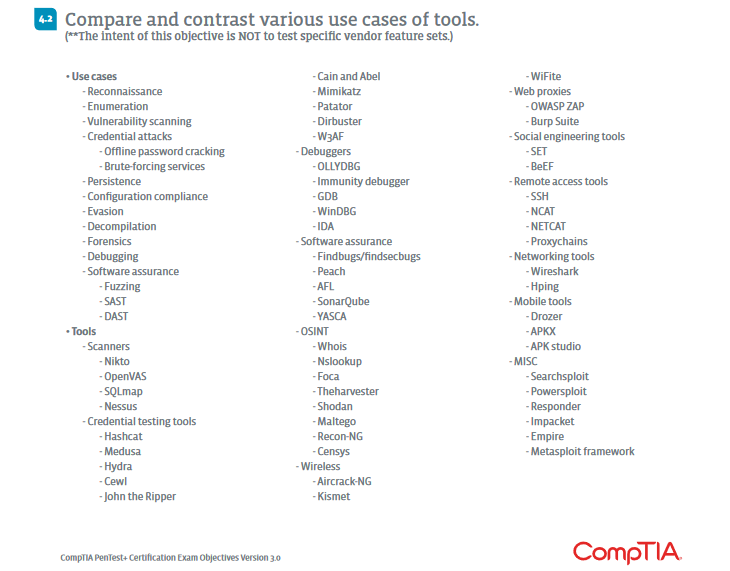 4.2 Compare and contrast various use cases of tools.
(**The intent of this objective is NOT to test specific vendor feature sets.)
• Use cases
- Reconnaissance
- Enumeration
- Vulnerability scanning
- Credential attacks
- Offline password cracking
- Brute-forcing services
- Persistence
- Configuration compliance
- Evasion
- Decompilation
- Forensics
- Debugging
- Software assurance
- Fuzzing
- SAST
- DAST
• Tools
- Scanners
- Nikto
- OpenVAS
- SQLmap
- Nessus
- Credential testing tools
- Hashcat
- Medusa
- Hydra
- Cewl
- John the Ripper
- Cain and Abel
- Mimikatz
- Patator
- Dirbuster
- W3AF
- Debuggers
- OLLYDBG
- Immunity debugger
- GDB
- WinDBG
- IDA
- Software assurance
- Findbugs/findsecbugs
- Peach
- AFL
- SonarQube
- YASCA
- OSINT
- Whois
- Nslookup
- Foca
- Theharvester
- Shodan
- Maltego
- Recon-NG
- Censys
- Wireless
- Aircrack-NG
- Kismet
- WiFite
- Web proxies
- OWASP ZAP
- Burp Suite
- Social engineering tools
- SET
- BeEF
- Remote access tools
- SSH
- NCAT
- NETCAT
- Proxychains
- Networking tools
- Wireshark
- Hping
- Mobile tools
- Drozer
- APKX
- APK studio
- MISC
- Searchsploit
- Powersploit
- Responder
- Impacket
- Empire
- Metasploit framework
CompTIA PenTest+ Certification Exam Objectives Version 3.0
CompTIA.